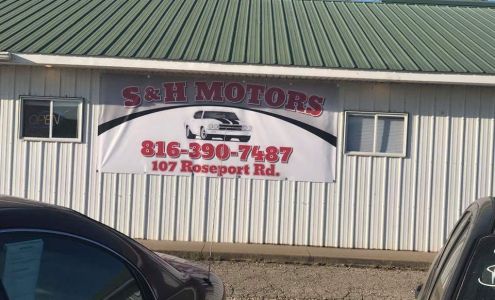 S & H MOTORS
816-390-7487
107 Roseport Rd.
OPEN